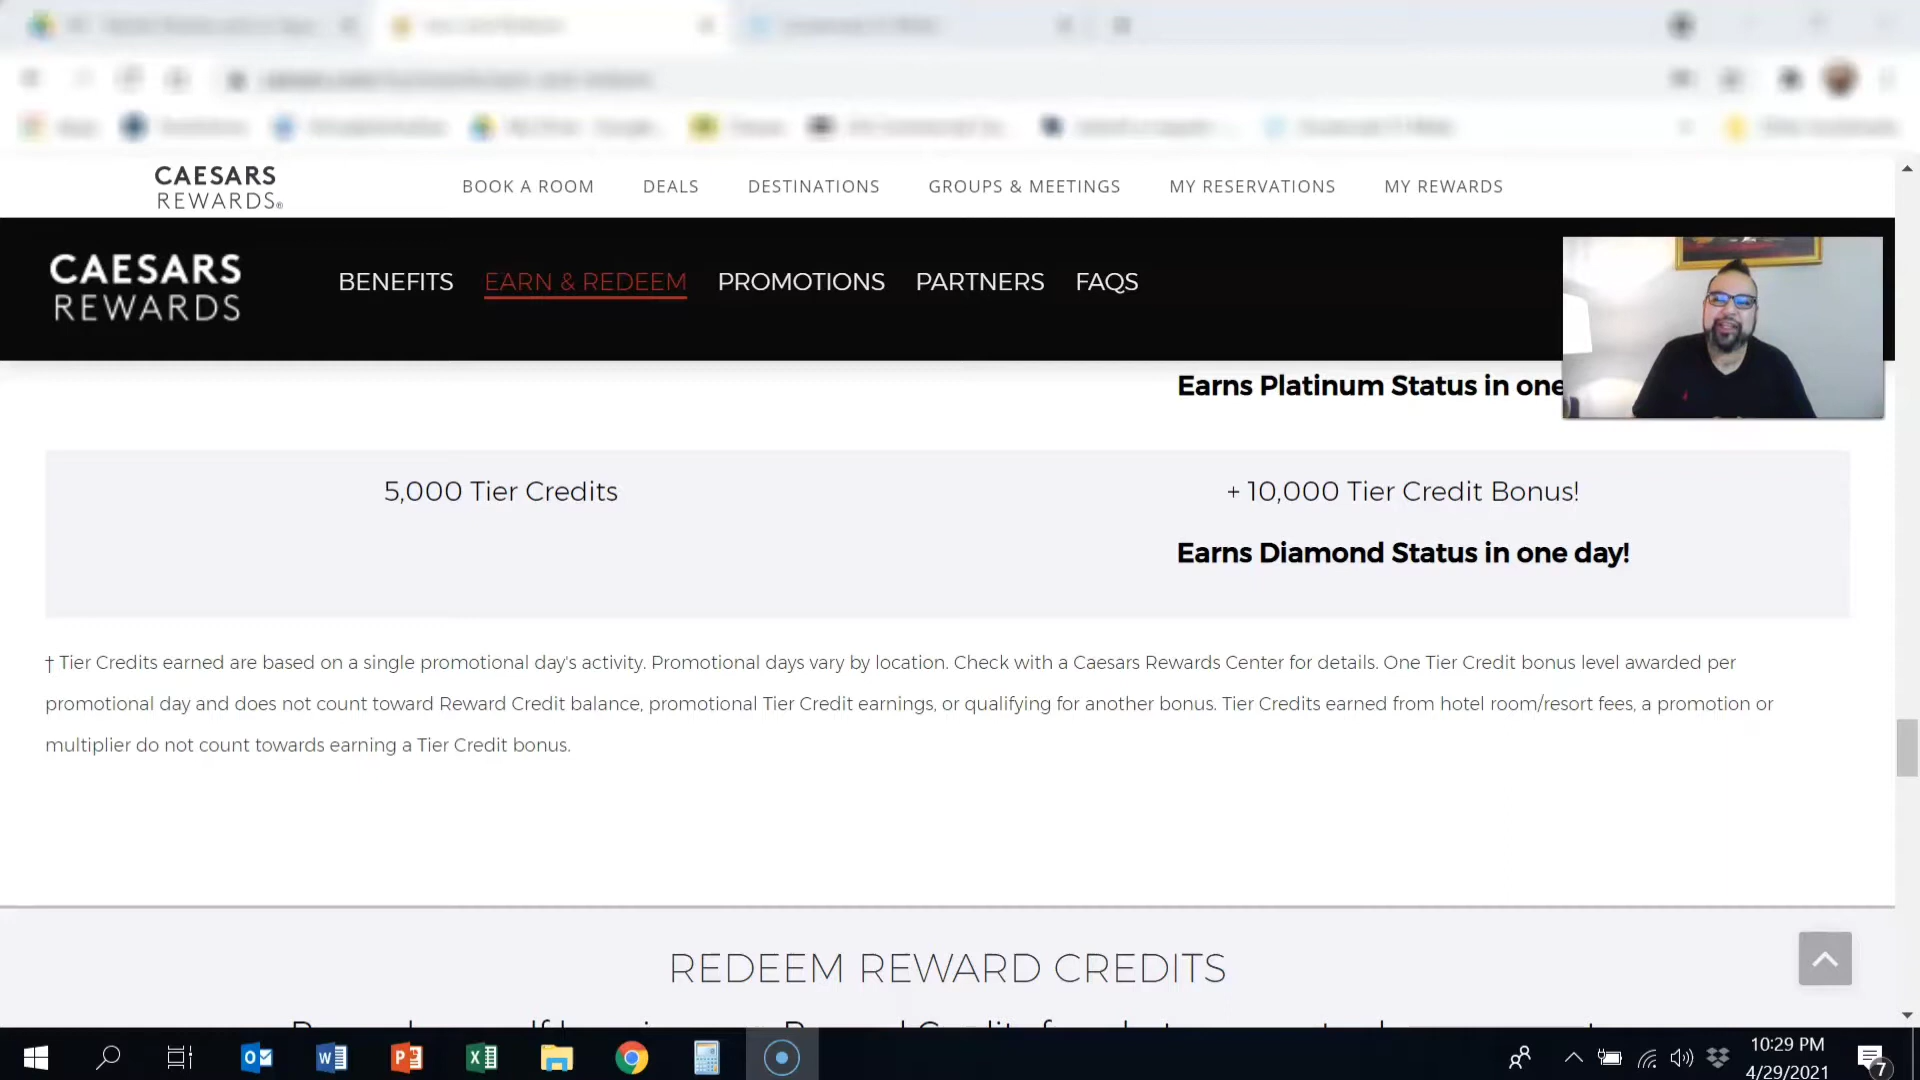 CAESARS
REWARDS®
BOOK A ROOM DEALS DESTINATIONS GROUPS & MEETINGS MY RESERVATIONS MY REWARDS
CAESARS
REWARDS
BENEFITS EARN & REDEEM PROMOTIONS PARTNERS FAQS
Earns Platinum Status in one
5,000 Tier Credits
+ 10,000 Tier Credit Bonus!
Earns Diamond Status in one day!
† Tier Credits earned are based on a single promotional day's activity. Promotional days vary by location. Check with a Caesars Rewards Center for details. One Tier Credit bonus level awarded per
promotional day and does not count toward Reward Credit balance, promotional Tier Credit earnings, or qualifying for another bonus. Tier Credits earned from hotel room/resort fees, a promotion or
multiplier do not count towards earning a Tier Credit bonus.
REDEEM REWARD CREDITS
10:29 PM
4/29/2021
7